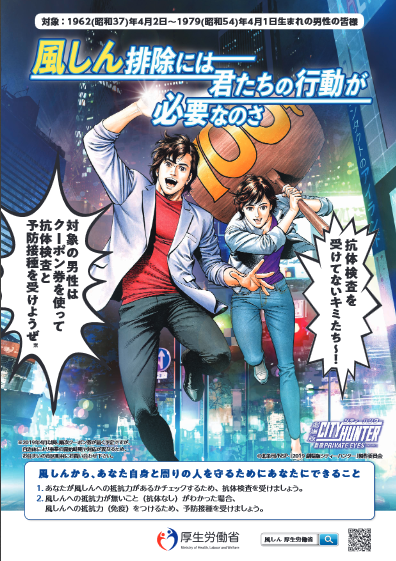 対象：1962(昭和37)年4月2日～1979(昭和54)年4月1日生まれの男性の皆様
風しん排除には
君たちの行動が
必要なのさ
100t
抗体検査を
受けてないキミたち～！
対象の男性は
クーポン券を使って
抗体検査と
予防接種を受けようぜ※
CITY HUNTER
PRIVATE EYES
風しんから、あなた自身と周りの人を守るためにあなたにできること
1. あなたが風しんへの抵抗力があるかチェックするため、抗体検査を受けましょう。
2. 風しんへの抵抗力が無いこと（抗体なし）がわかった場合、
風しんへの抵抗力（免疫）をつけるため、予防接種を受けましょう。
厚生労働省
Ministry of Health, Labour and Welfare
風しん 厚生労働省